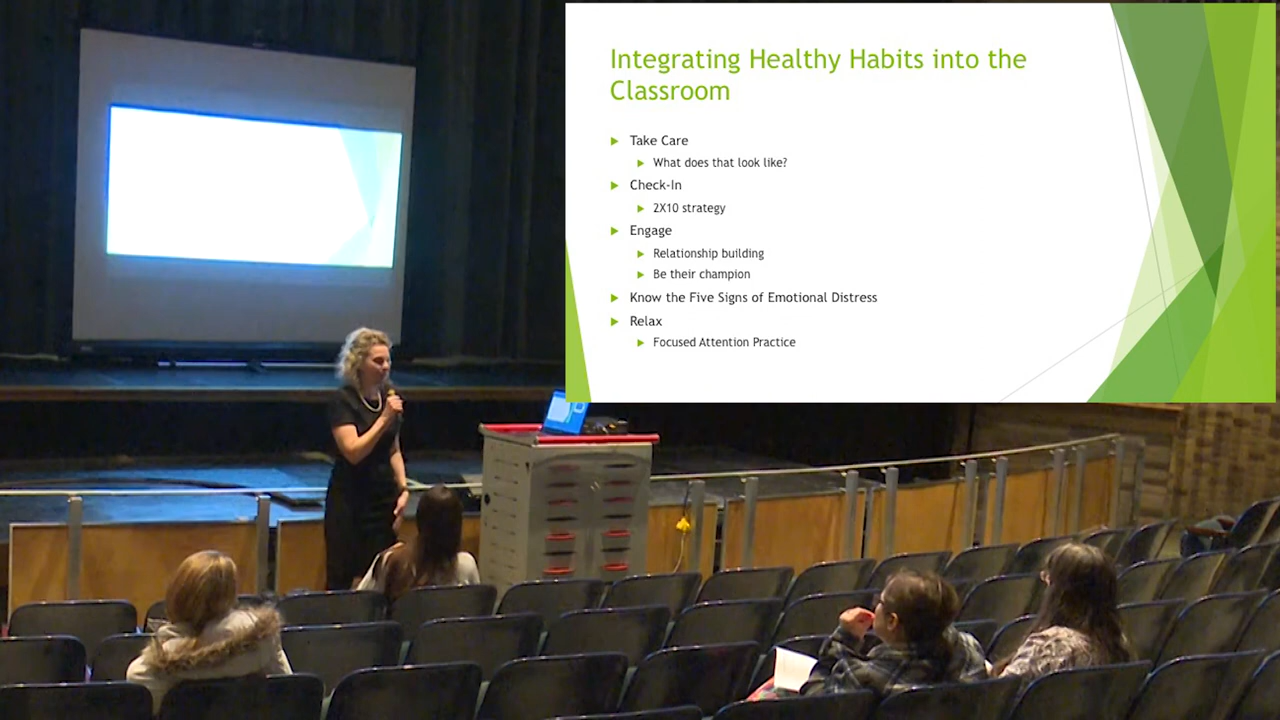 Integrating Healthy Habits into the
Classroom
Take Care
What does that look like?
Check-In
2X10 strategy
Engage
Relationship building
Be their champion
Know the Five Signs of Emotional Distress
Relax
Focused Attention Practice